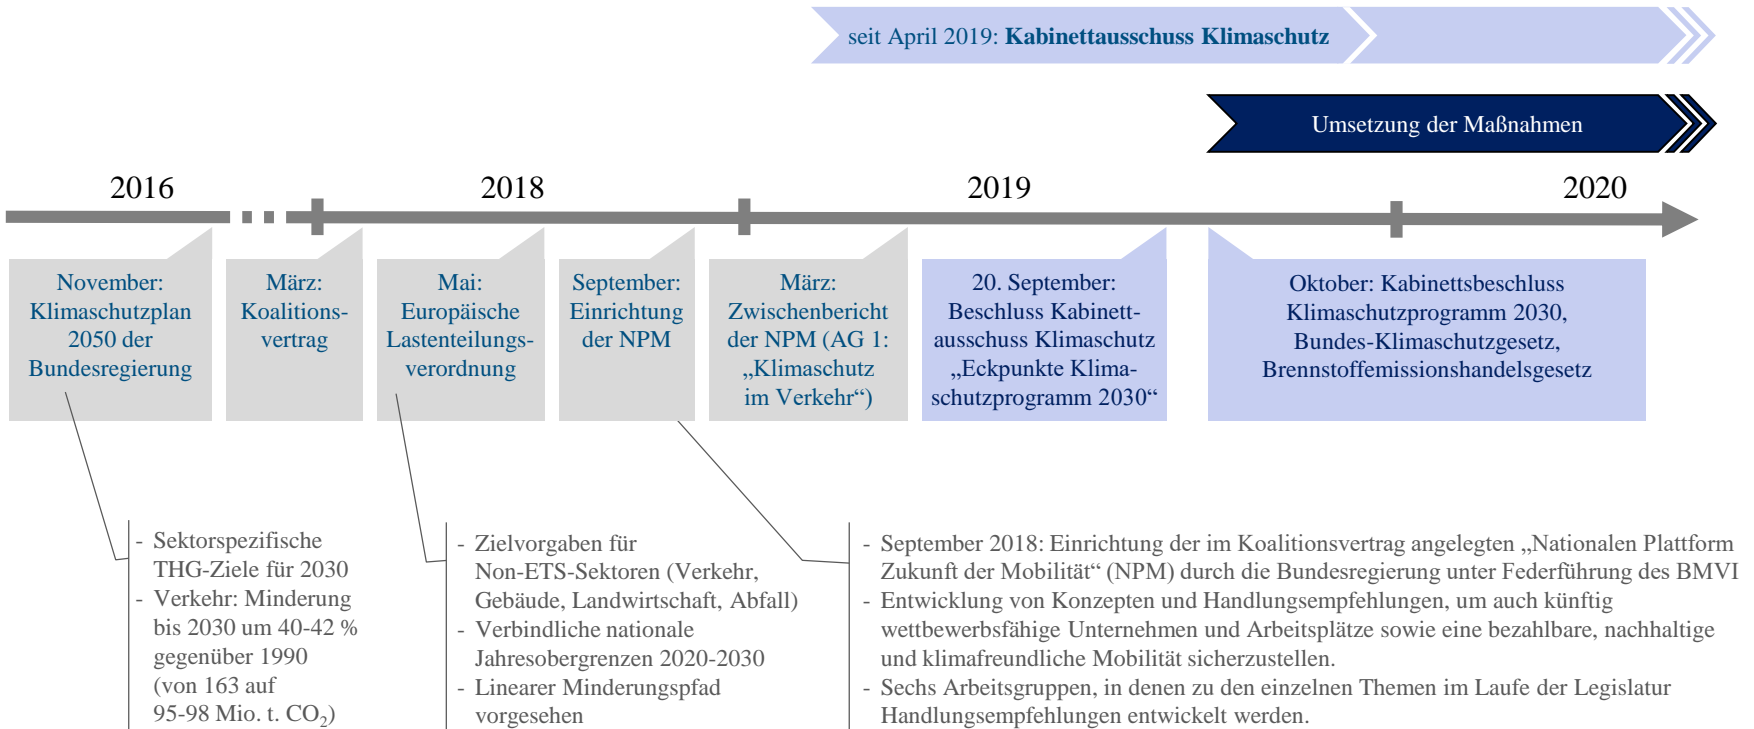 seit April 2019: Kabinettausschuss Klimaschutz
Umsetzung der Maßnahmen
2016
2018
2019
2020
November:
Klimaschutzplan
2050 der
Bundesregierung
März:
Koalitions-
vertrag
Mai:
Europäische
Lastenteilungs-
verordnung
September:
Einrichtung
der NPM
März:
Zwischenbericht
der NPM (AG 1:
„Klimaschutz
im Verkehr“)
20. September:
Beschluss Kabinett-
ausschuss Klimaschutz
„Eckpunkte Klima-
schutzprogramm 2030“
Oktober: Kabinettsbeschluss
Klimaschutzprogramm 2030,
Bundes-Klimaschutzgesetz,
Brennstoffemissionshandelsgesetz
- Sektorspezifische
THG-Ziele für 2030
- Verkehr: Minderung
bis 2030 um 40-42 %
gegenüber 1990
(von 163 auf
95-98 Mio. t. CO₂)
- Zielvorgaben für
Non-ETS-Sektoren (Verkehr,
Gebäude, Landwirtschaft, Abfall)
- Verbindliche nationale
Jahresobergrenzen 2020-2030
- Linearer Minderungspfad
vorgesehen
- September 2018: Einrichtung der im Koalitionsvertrag angelegten „Nationalen Plattform
Zukunft der Mobilität“ (NPM) durch die Bundesregierung unter Federführung des BMVI
- Entwicklung von Konzepten und Handlungsempfehlungen, um auch künftig
wettbewerbsfähige Unternehmen und Arbeitsplätze sowie eine bezahlbare, nachhaltige
und klimafreundliche Mobilität sicherzustellen.
- Sechs Arbeitsgruppen, in denen zu den einzelnen Themen im Laufe der Legislatur
Handlungsempfehlungen entwickelt werden.